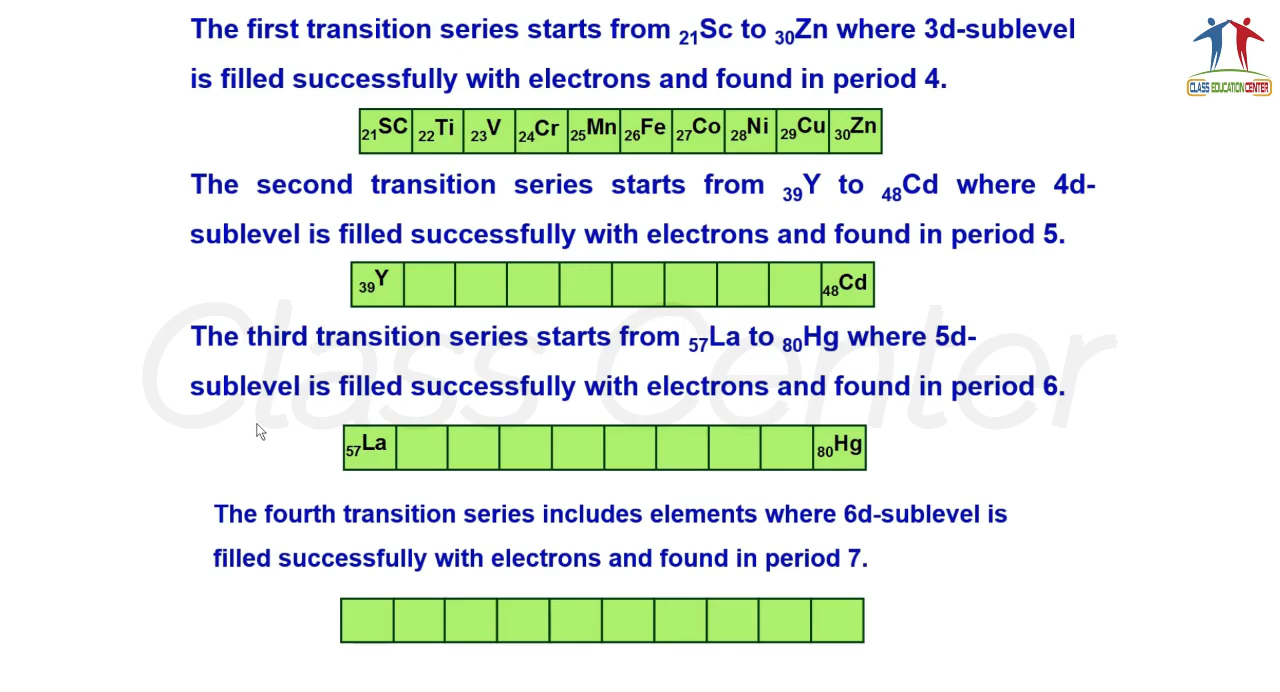 The first transition series starts from 21Sc to 30Zn where 3d-sublevel
CLASS EDUCATION CENTER
is filled successfully with electrons and found in period 4.
21SC 22Ti 23V 24Cr 25Mn 26Fe 27Co 28Ni 29Cu 30Zn
The second transition series starts from 39Y to 48Cd where 4d-
sublevel is filled successfully with electrons and found in period 5.
39Y 48Cd
Class Center
The third transition series starts from 57La to 80Hg where 5d-
sublevel is filled successfully with electrons and found in period 6.
57La 80Hg
The fourth transition series includes elements where 6d-sublevel is
filled successfully with electrons and found in period 7.